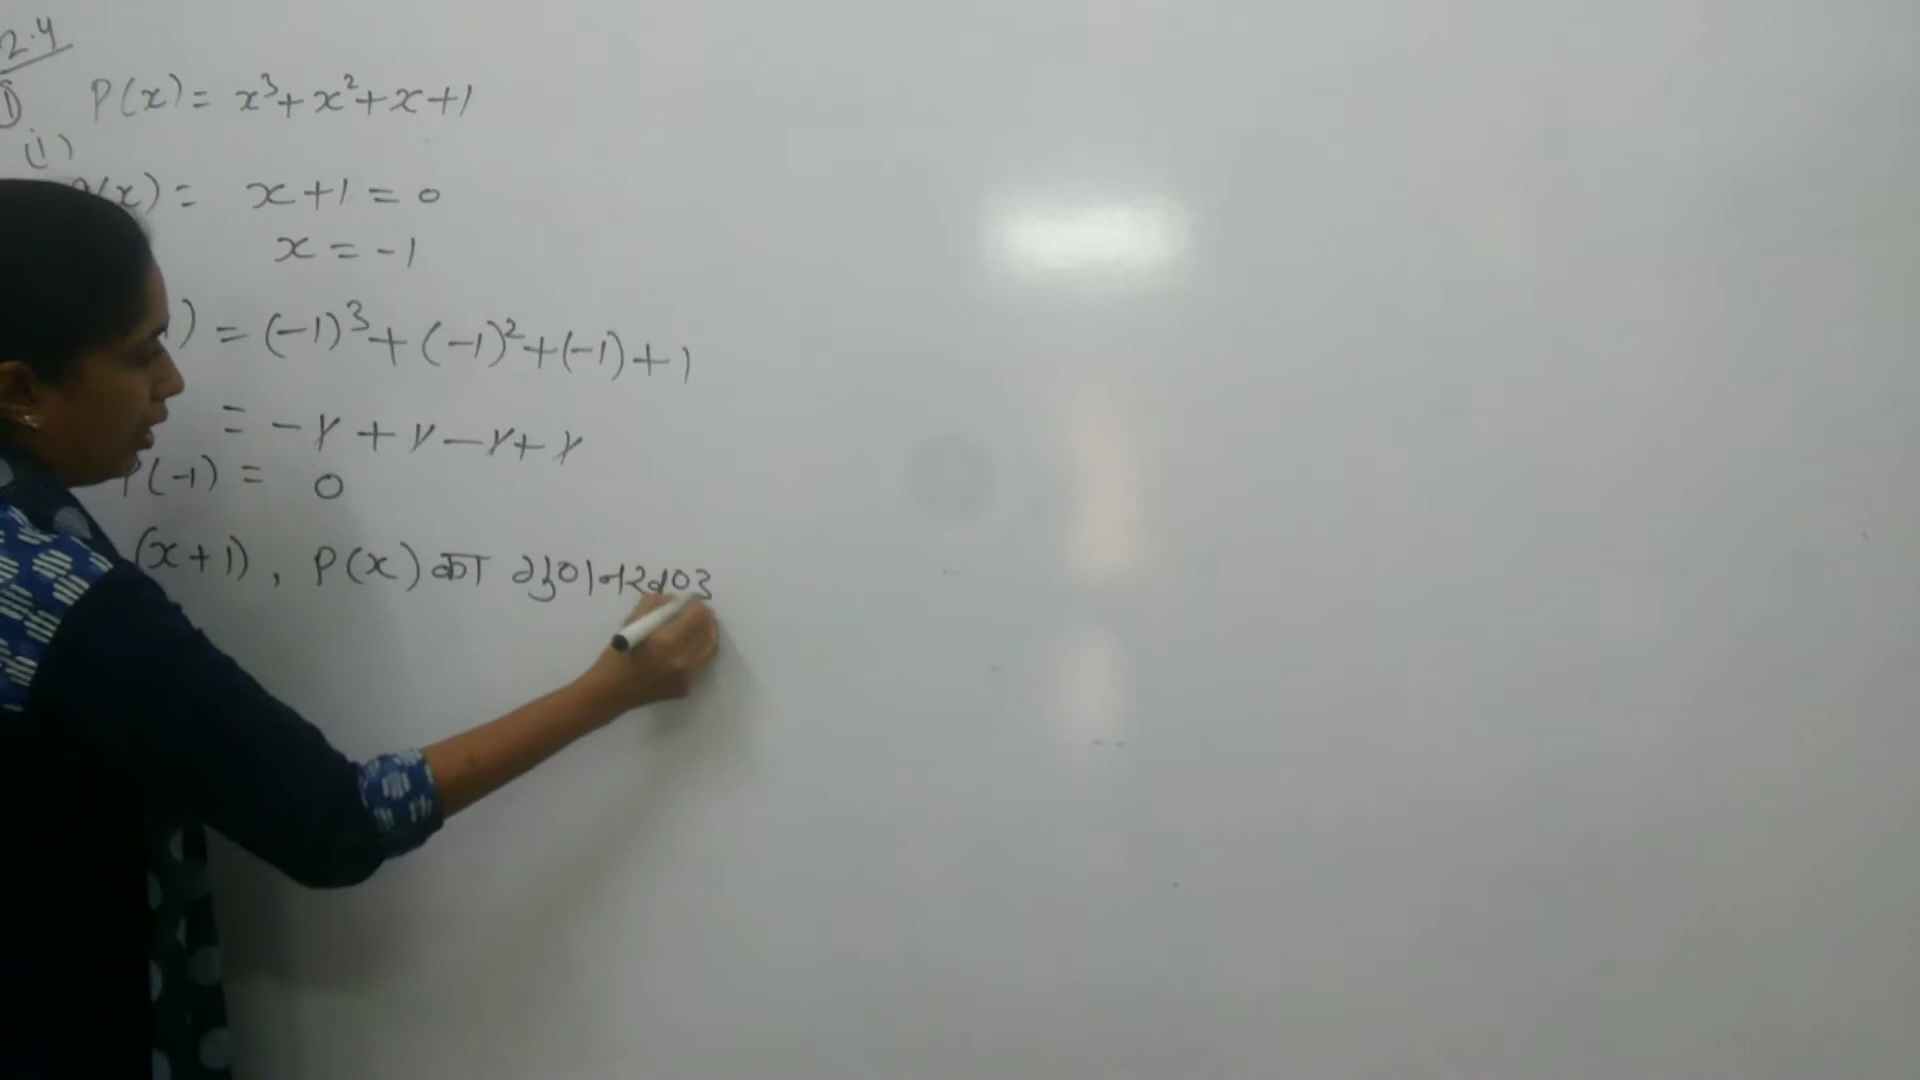 2.4
① P(x) = x³+x²+x+1
(i)
(x) = x+1 = 0
x = -1
) = (-1)³+(-1)²+(-1)+1
= -1+1-1+1
P(-1) = 0
(x+1), P(x) का